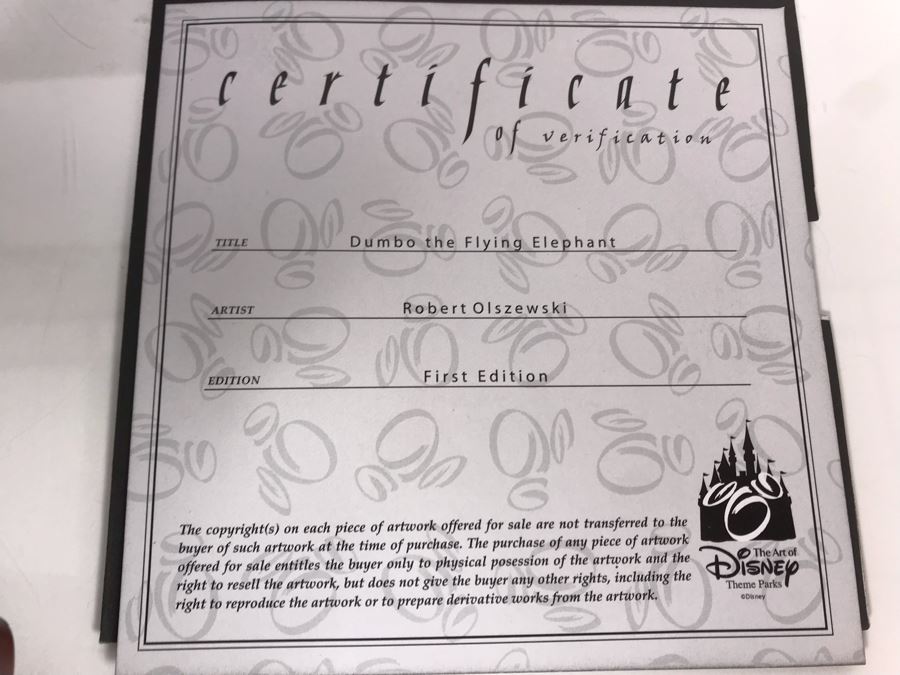 certificate
of verification
TITLE Dumbo the Flying Elephant
ARTIST Robert Olszewski
EDITION First Edition
The copyright(s) on each piece of artwork offered for sale are not transferred to the
buyer of such artwork at the time of purchase. The purchase of any piece of artwork
offered for sale entitles the buyer only to physical posession of the artwork and the
right to resell the artwork, but does not give the buyer any other rights, including the
right to reproduce the artwork or to prepare derivative works from the artwork.
The Art of
DISNEY
Theme Parks
©Disney